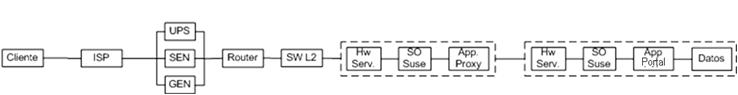 Cliente
ISP
UPS
SEN
GEN
Router
SW L2
Hw
Serv.
SO
Suse
App.
Proxy
Hw
Serv.
SO
Suse
App
Portal
Datos